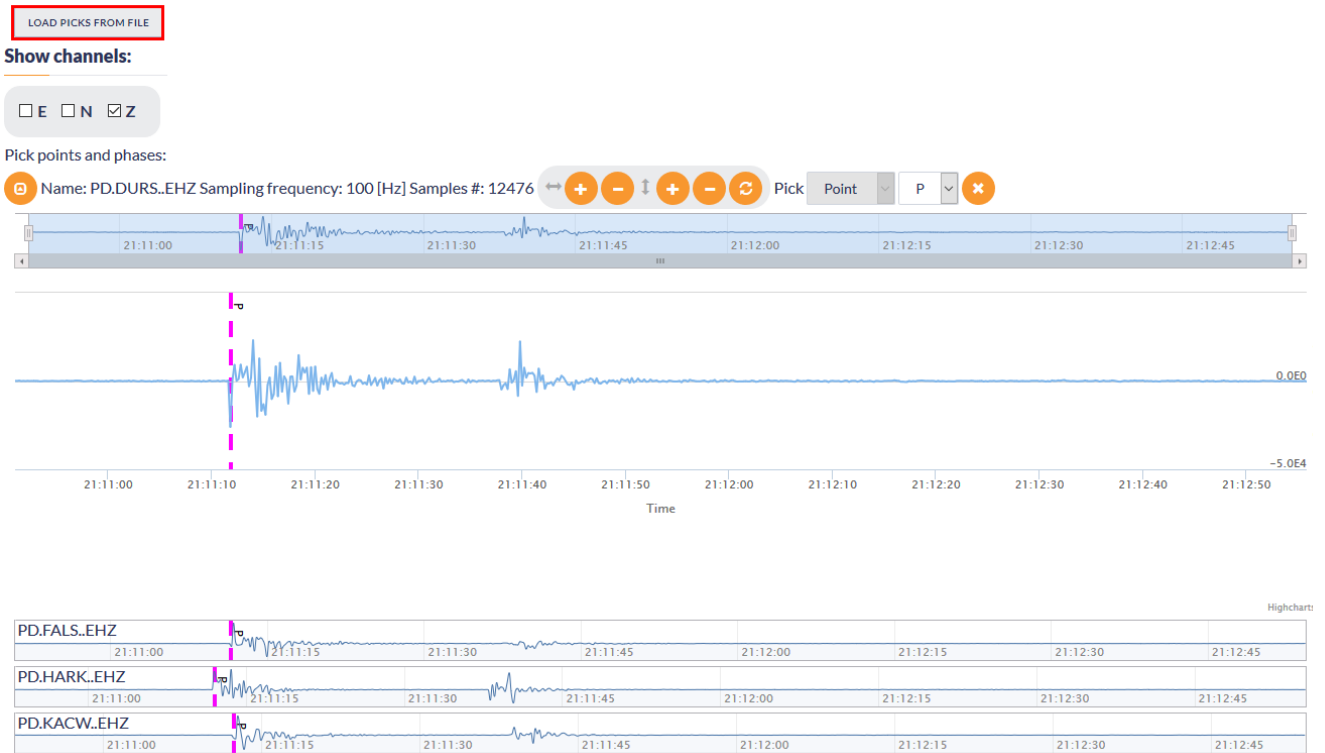 LOAD PICKS FROM FILE
Show channels:
E N Z
Pick points and phases:
Name: PD.DURS..EHZ Sampling frequency: 100 [Hz] Samples #: 12476 Pick Point P
P
21:11:00 21:11:15 21:11:30 21:11:45 21:12:00 21:12:15 21:12:30 21:12:45
P
0.0E0
-5.0E4
21:11:00 21:11:10 21:11:20 21:11:30 21:11:40 21:11:50 21:12:00 21:12:10 21:12:20 21:12:30 21:12:40 21:12:50
Time
Highcharts
PD.FALS..EHZ
P
21:11:00 21:11:15 21:11:30 21:11:45 21:12:00 21:12:15 21:12:30 21:12:45
PD.HARK..EHZ
P
21:11:00 21:11:15 21:11:30 21:11:45 21:12:00 21:12:15 21:12:30 21:12:45
PD.KACW..EHZ
P
21:11:00 21:11:15 21:11:30 21:11:45 21:12:00 21:12:15 21:12:30 21:12:45